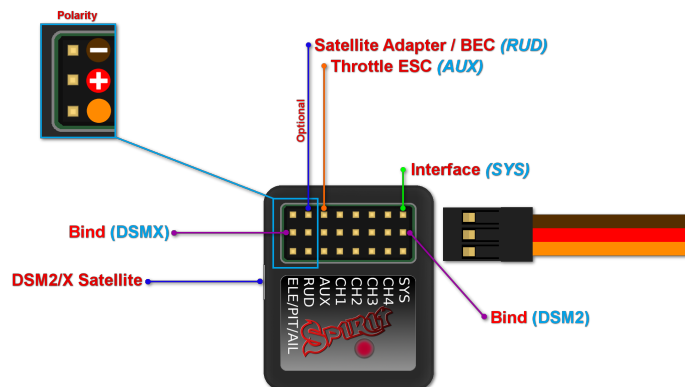 Polarity
Satellite Adapter / BEC (RUD)
Throttle ESC (AUX)
Optional
Interface (SYS)
Bind (DSMX)
DSM2/X Satellite
Bind (DSM2)
ELE/PIT/AIL
RUD
AUX
CH1
CH2
CH3
CH4
SYS
SPIRIT